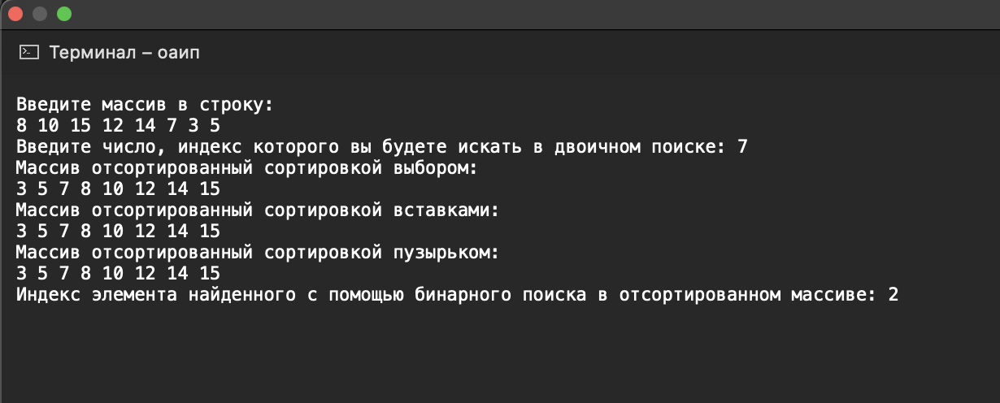 Терминал – оаип
Введите массив в строку:
8 10 15 12 14 7 3 5
Введите число, индекс которого вы будете искать в двоичном поиске: 7
Массив отсортированный сортировкой выбором:
3 5 7 8 10 12 14 15
Массив отсортированный сортировкой вставками:
3 5 7 8 10 12 14 15
Массив отсортированный сортировкой пузырьком:
3 5 7 8 10 12 14 15
Индекс элемента найденного с помощью бинарного поиска в отсортированном массиве: 2